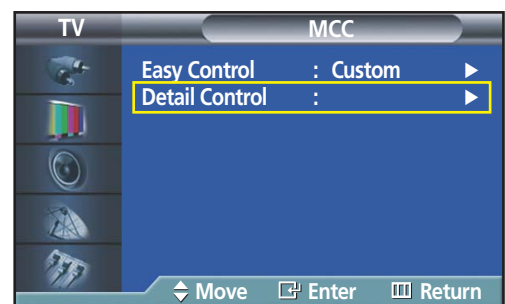 TV MCC
Easy Control : Custom ▶
Detail Control : ▶
Move Enter Return